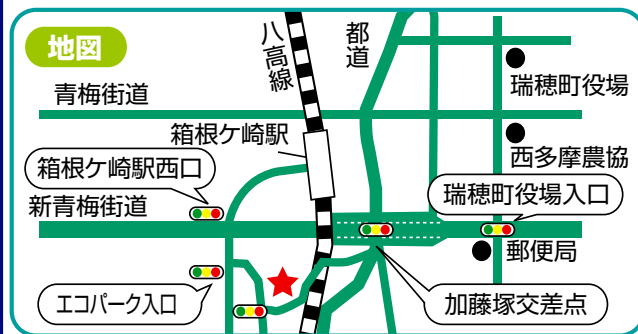 地図
八高線
都道
瑞穂町役場
青梅街道
箱根ケ崎駅
西多摩農協
箱根ケ崎駅西口
瑞穂町役場入口
新青梅街道
郵便局
エコパーク入口
加藤塚交差点